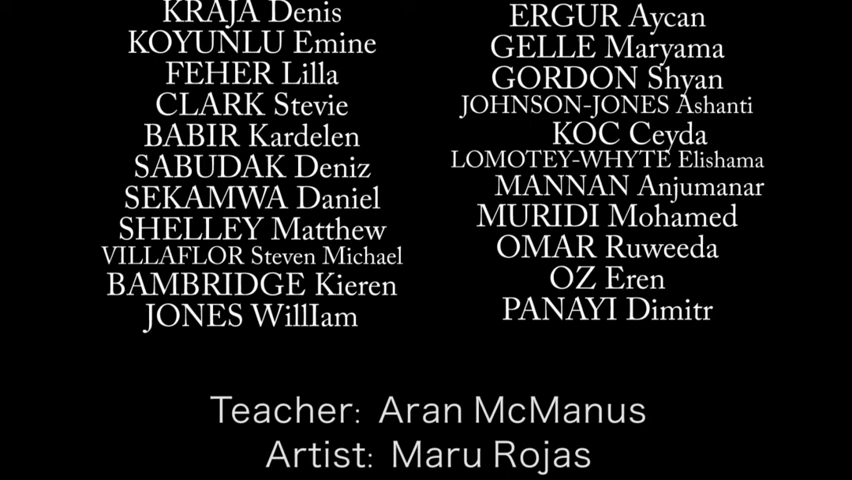 KRAJA Denis
KOYUNLU Emine
FEHER Lilla
CLARK Stevie
BABIR Kardelen
SABUDAK Deniz
SEKAMWA Daniel
SHELLEY Matthew
VILLAFLOR Steven Michael
BAMBRIDGE Kieren
JONES WillIam
ERGUR Aycan
GELLE Maryama
GORDON Shyan
JOHNSON-JONES Ashanti
KOC Ceyda
LOMOTEY-WHYTE Elishama
MANNAN Anjumanar
MURIDI Mohamed
OMAR Ruweeda
OZ Eren
PANAYI Dimitr
Teacher: Aran McManus
Artist: Maru Rojas